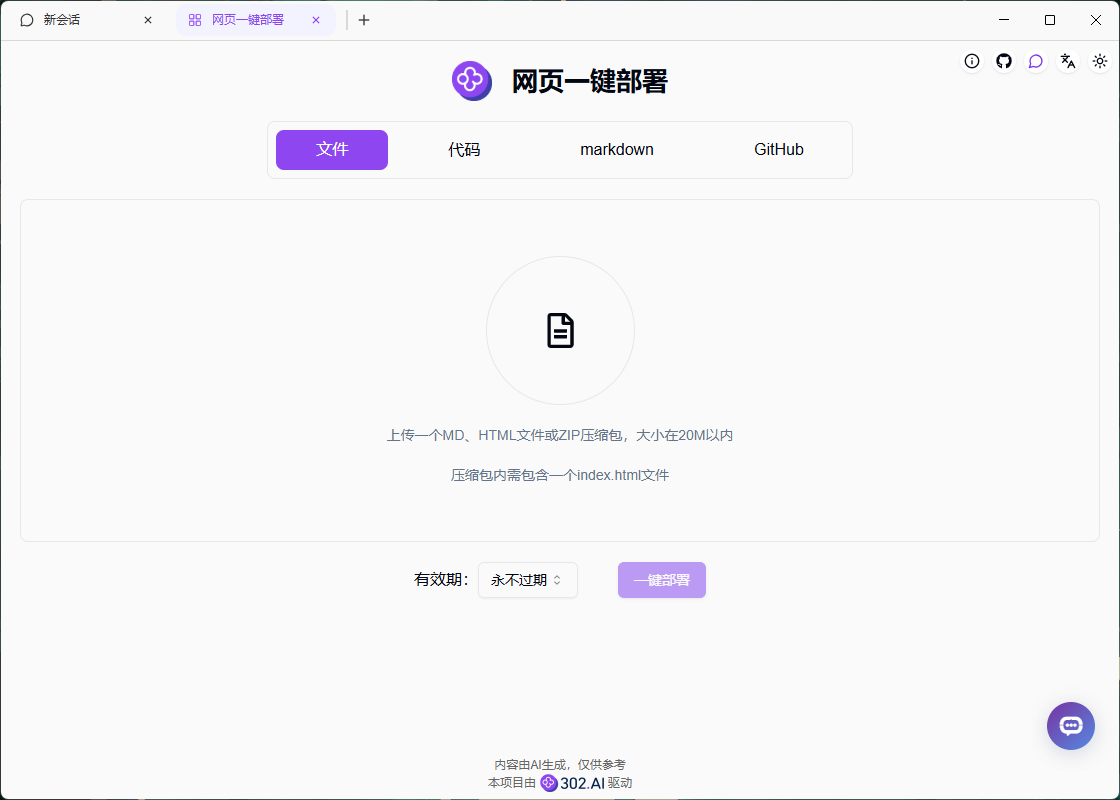 新会话
网页一键部署
网页一键部署
文件
代码
markdown
GitHub
上传一个MD、HTML文件或ZIP压缩包，大小在20M以内
压缩包内需包含一个index.html文件
有效期：
永不过期
一键部署
内容由AI生成，仅供参考
本项目由 302.AI 驱动